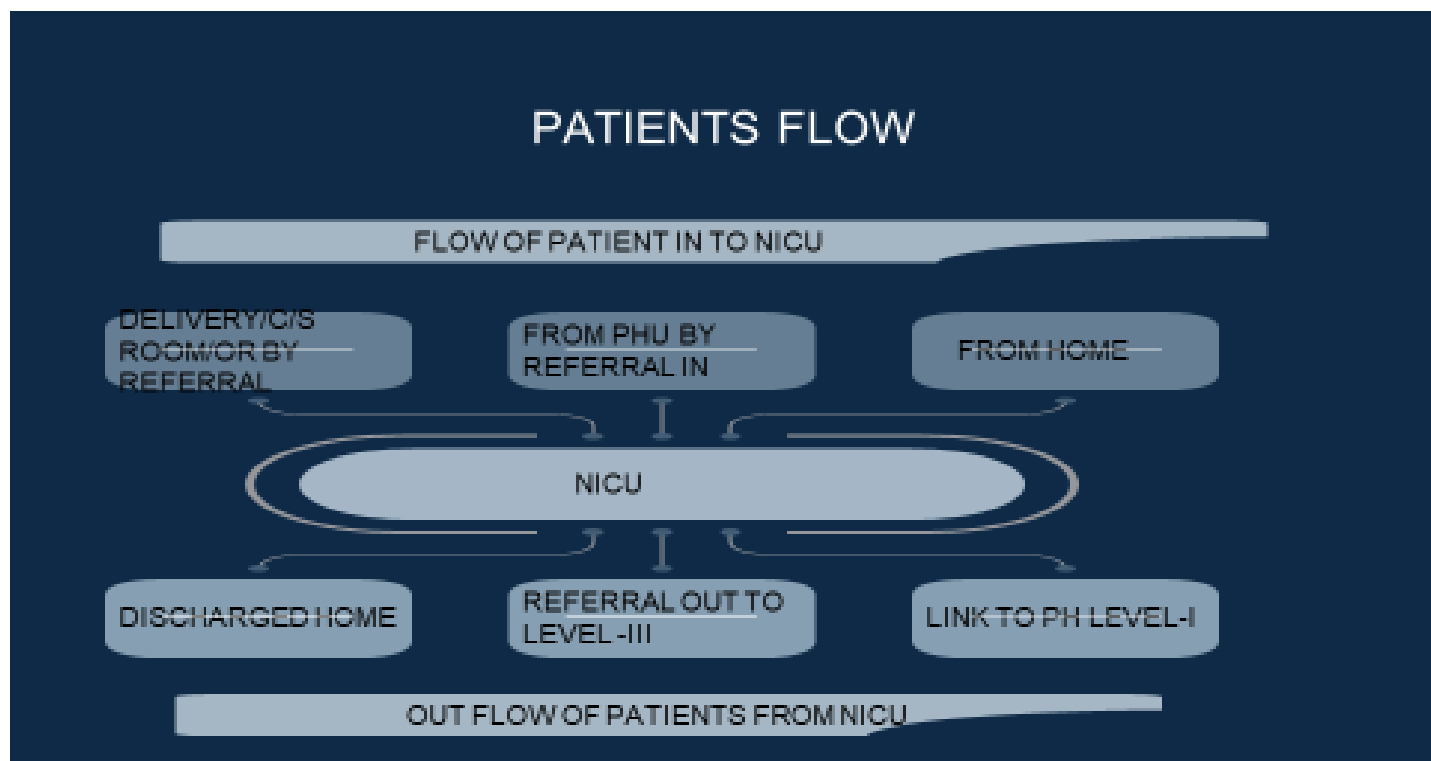 PATIENTS FLOW
FLOW OF PATIENT IN TO NICU
DELIVERY/C/S
ROOM/OR BY
REFERRAL
FROM PHU BY
REFERRAL IN
FROM HOME
NICU
DISCHARGED HOME
REFERRAL OUT TO
LEVEL -III
LINK TO PH LEVEL-I
OUT FLOW OF PATIENTS FROM NICU